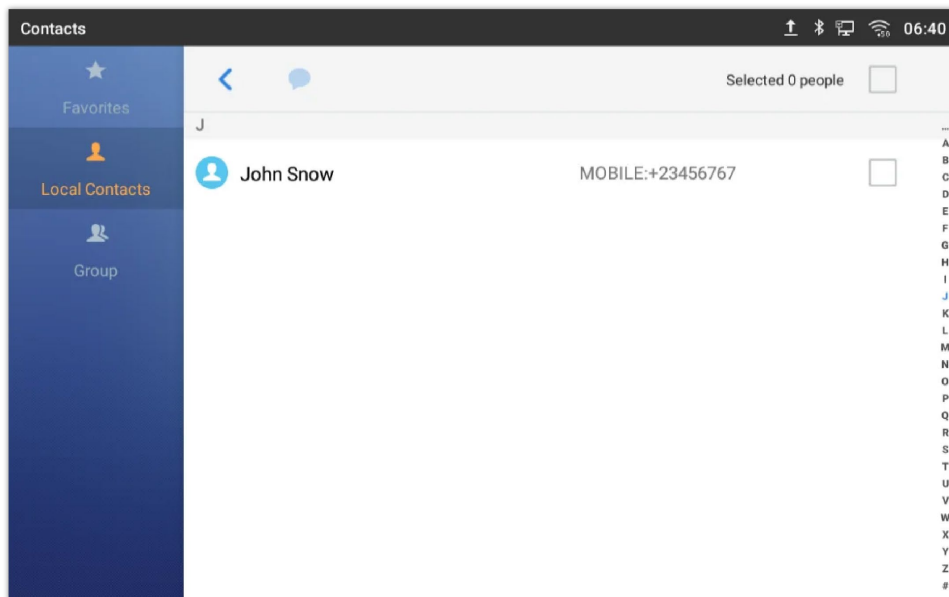 Contacts
06:40
Favorites
Local Contacts
Group
Selected 0 people
J
John Snow
MOBILE:+23456767
...
A
B
C
D
E
F
G
H
I
J
K
L
M
N
O
P
Q
R
S
T
U
V
W
X
Y
Z
#